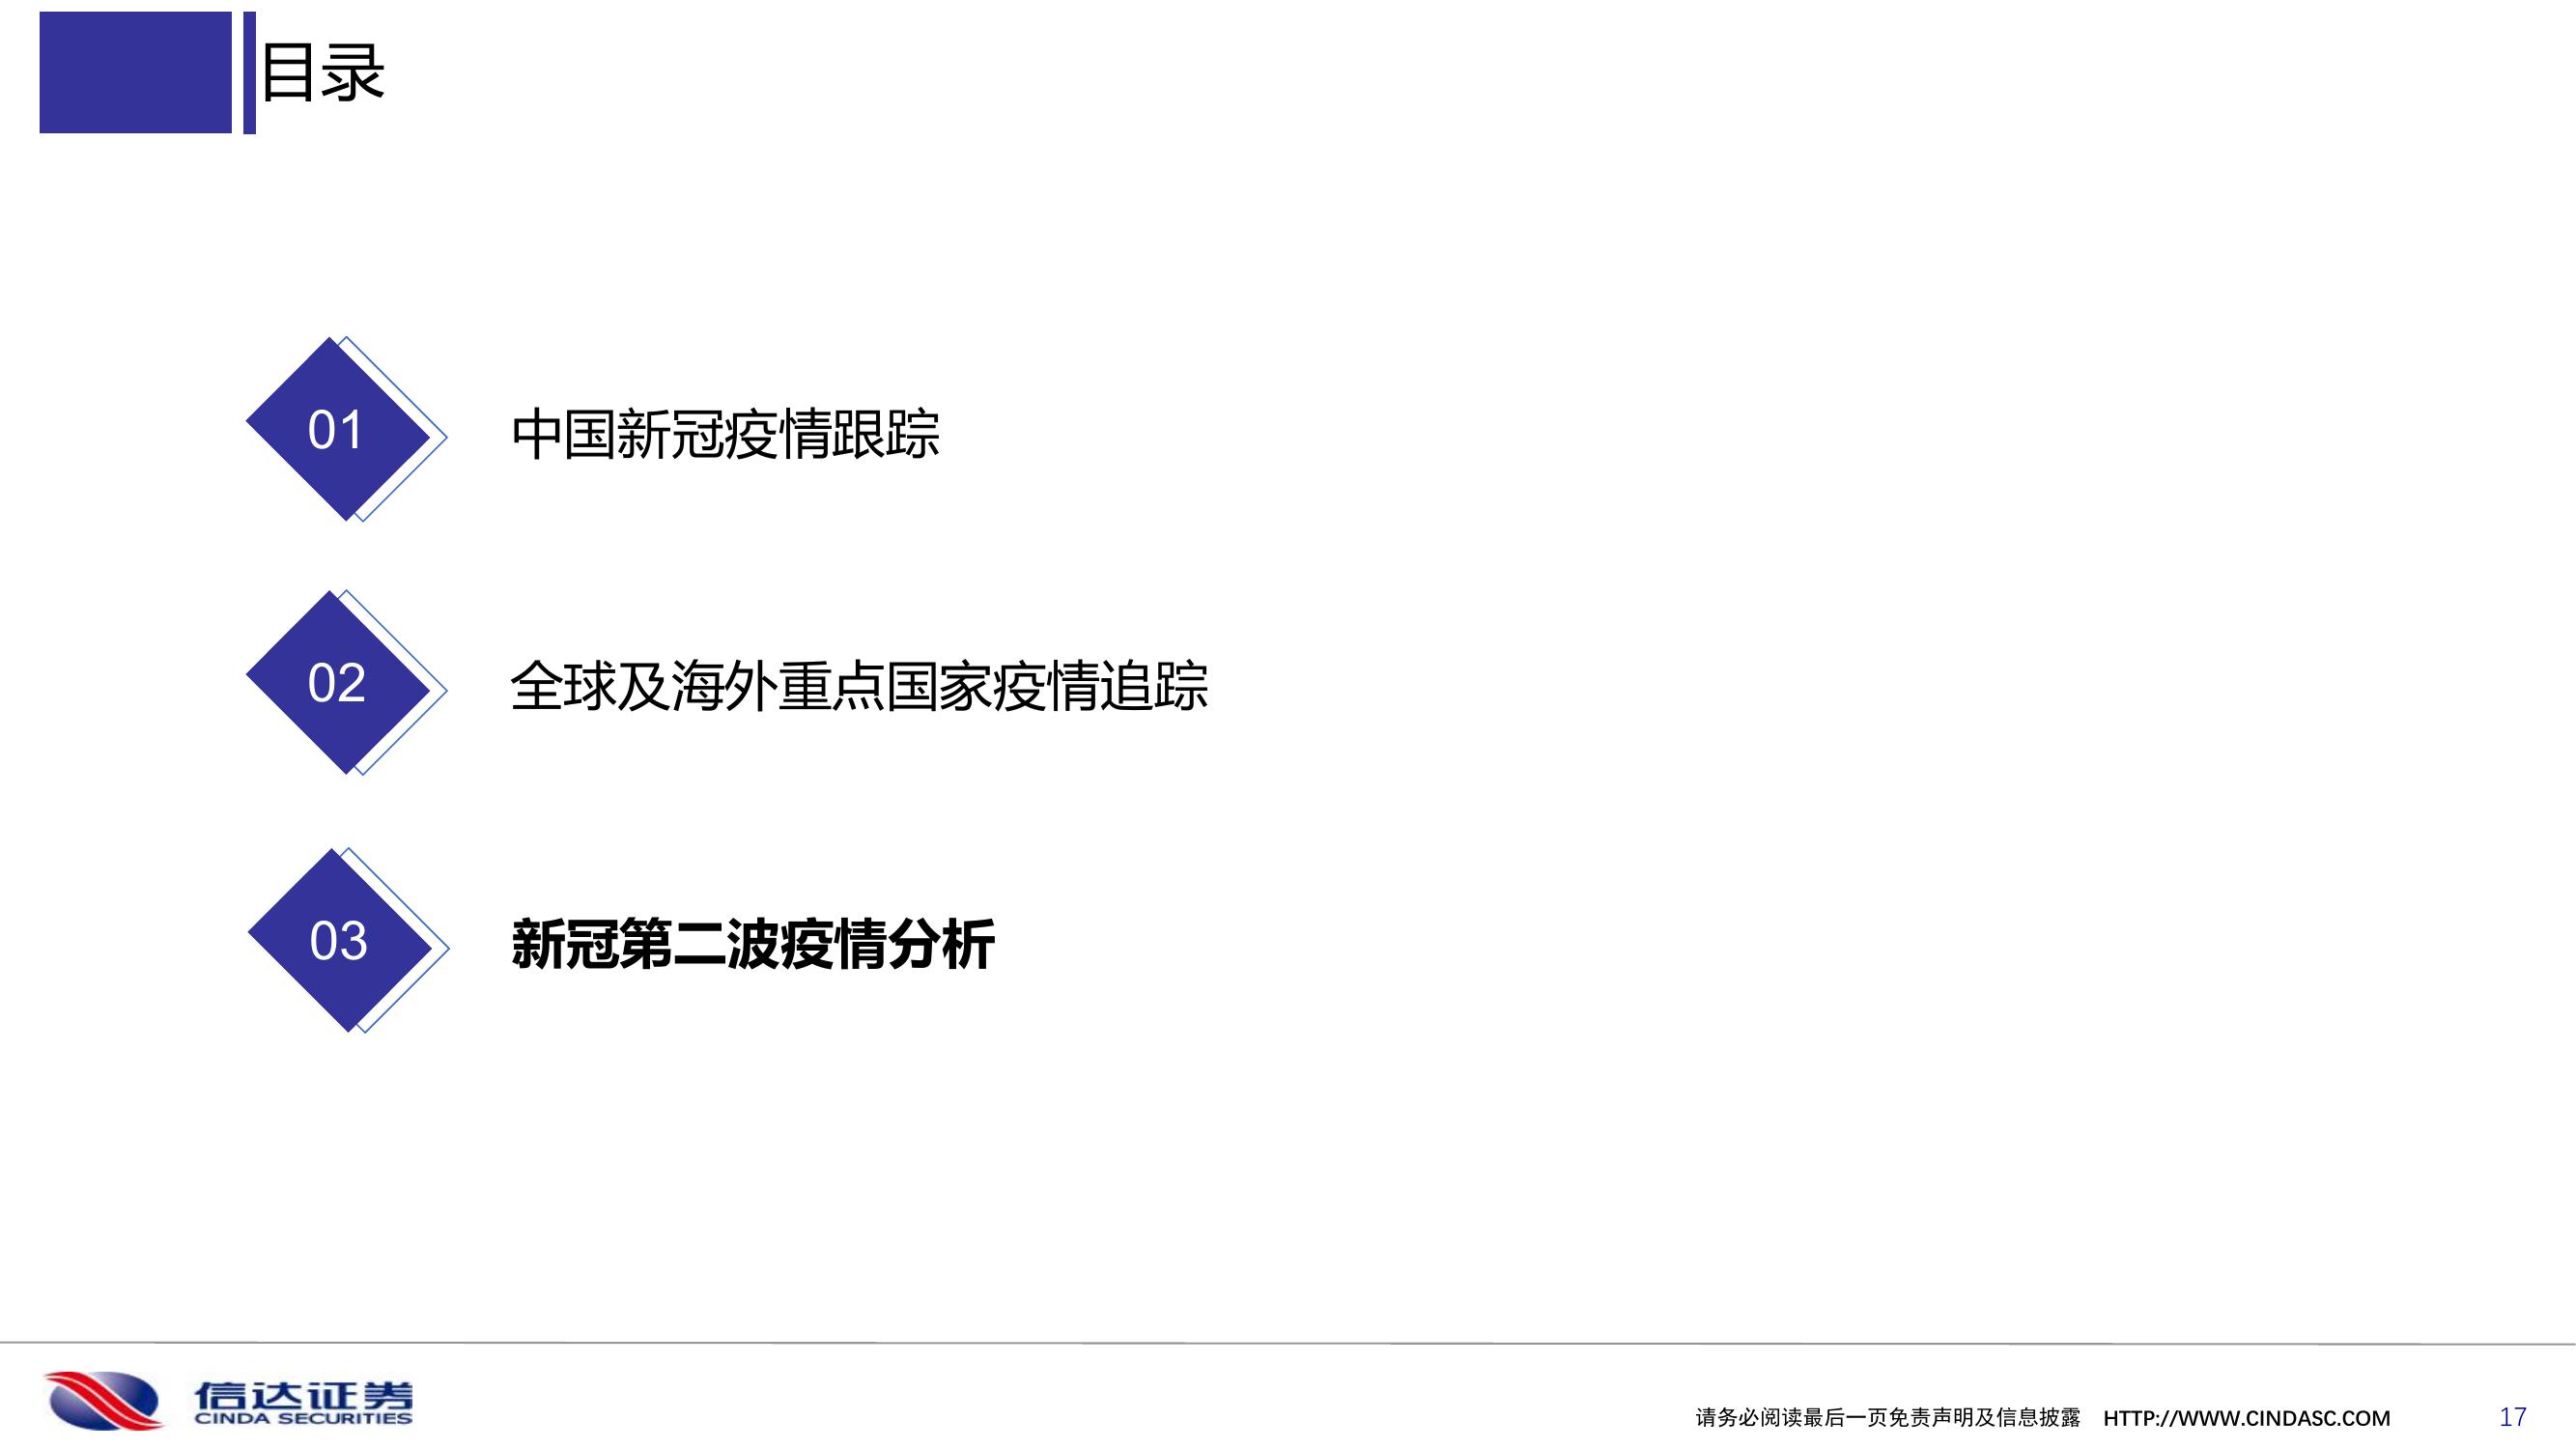 目录
01
中国新冠疫情跟踪
02
全球及海外重点国家疫情追踪
03
新冠第二波疫情分析
信达证券
CINDA SECURITIES
请务必阅读最后一页免责声明及信息披露 HTTP://WWW.CINDASC.COM 17